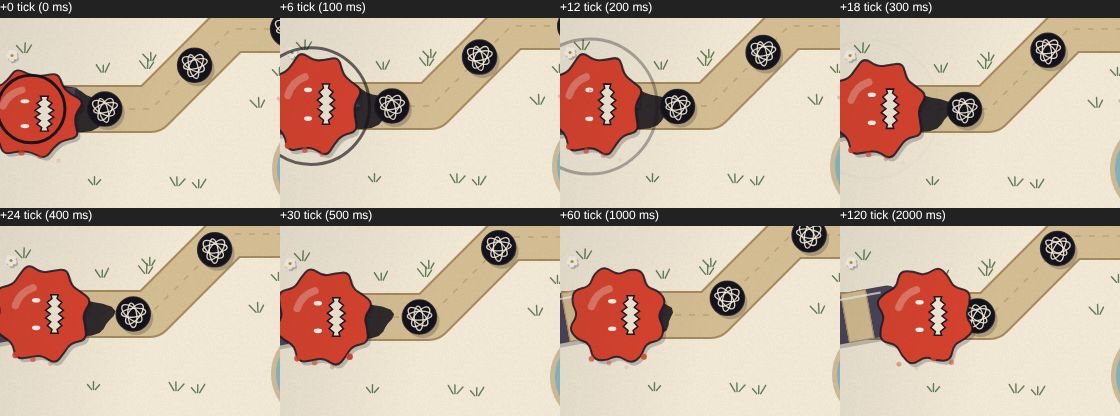 +0 tick (0 ms)
+6 tick (100 ms)
+12 tick (200 ms)
+18 tick (300 ms)
+24 tick (400 ms)
+30 tick (500 ms)
+60 tick (1000 ms)
+120 tick (2000 ms)